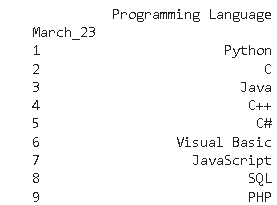 Programming Language
March_23
1 Python
2 C
3 Java
4 C++
5 C#
6 Visual Basic
7 JavaScript
8 SQL
9 PHP